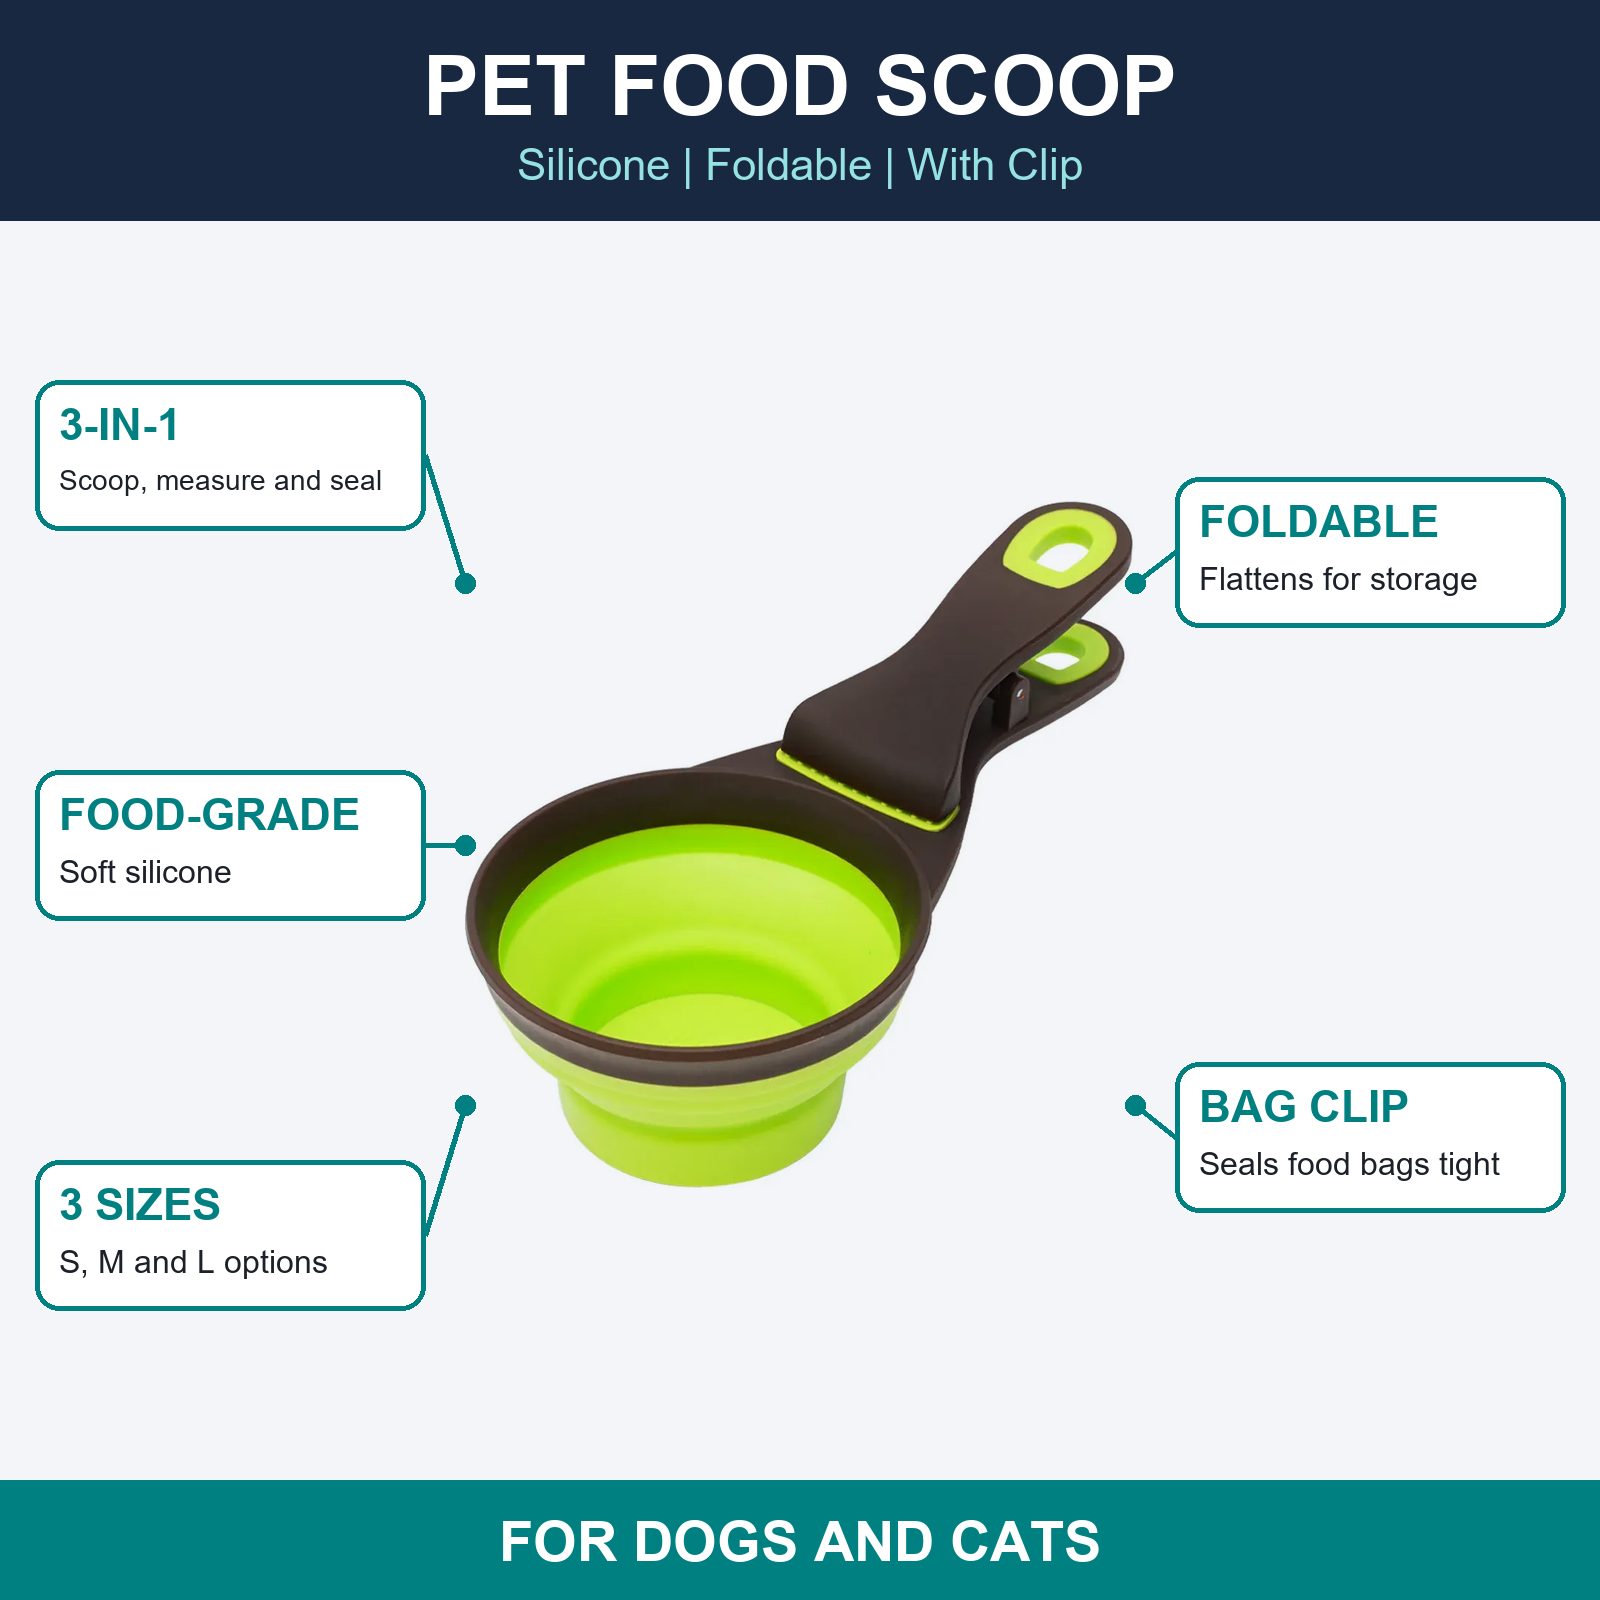 PET FOOD SCOOP
Silicone | Foldable | With Clip
3-IN-1
Scoop, measure and seal
FOLDABLE
Flattens for storage
FOOD-GRADE
Soft silicone
BAG CLIP
Seals food bags tight
3 SIZES
S, M and L options
FOR DOGS AND CATS